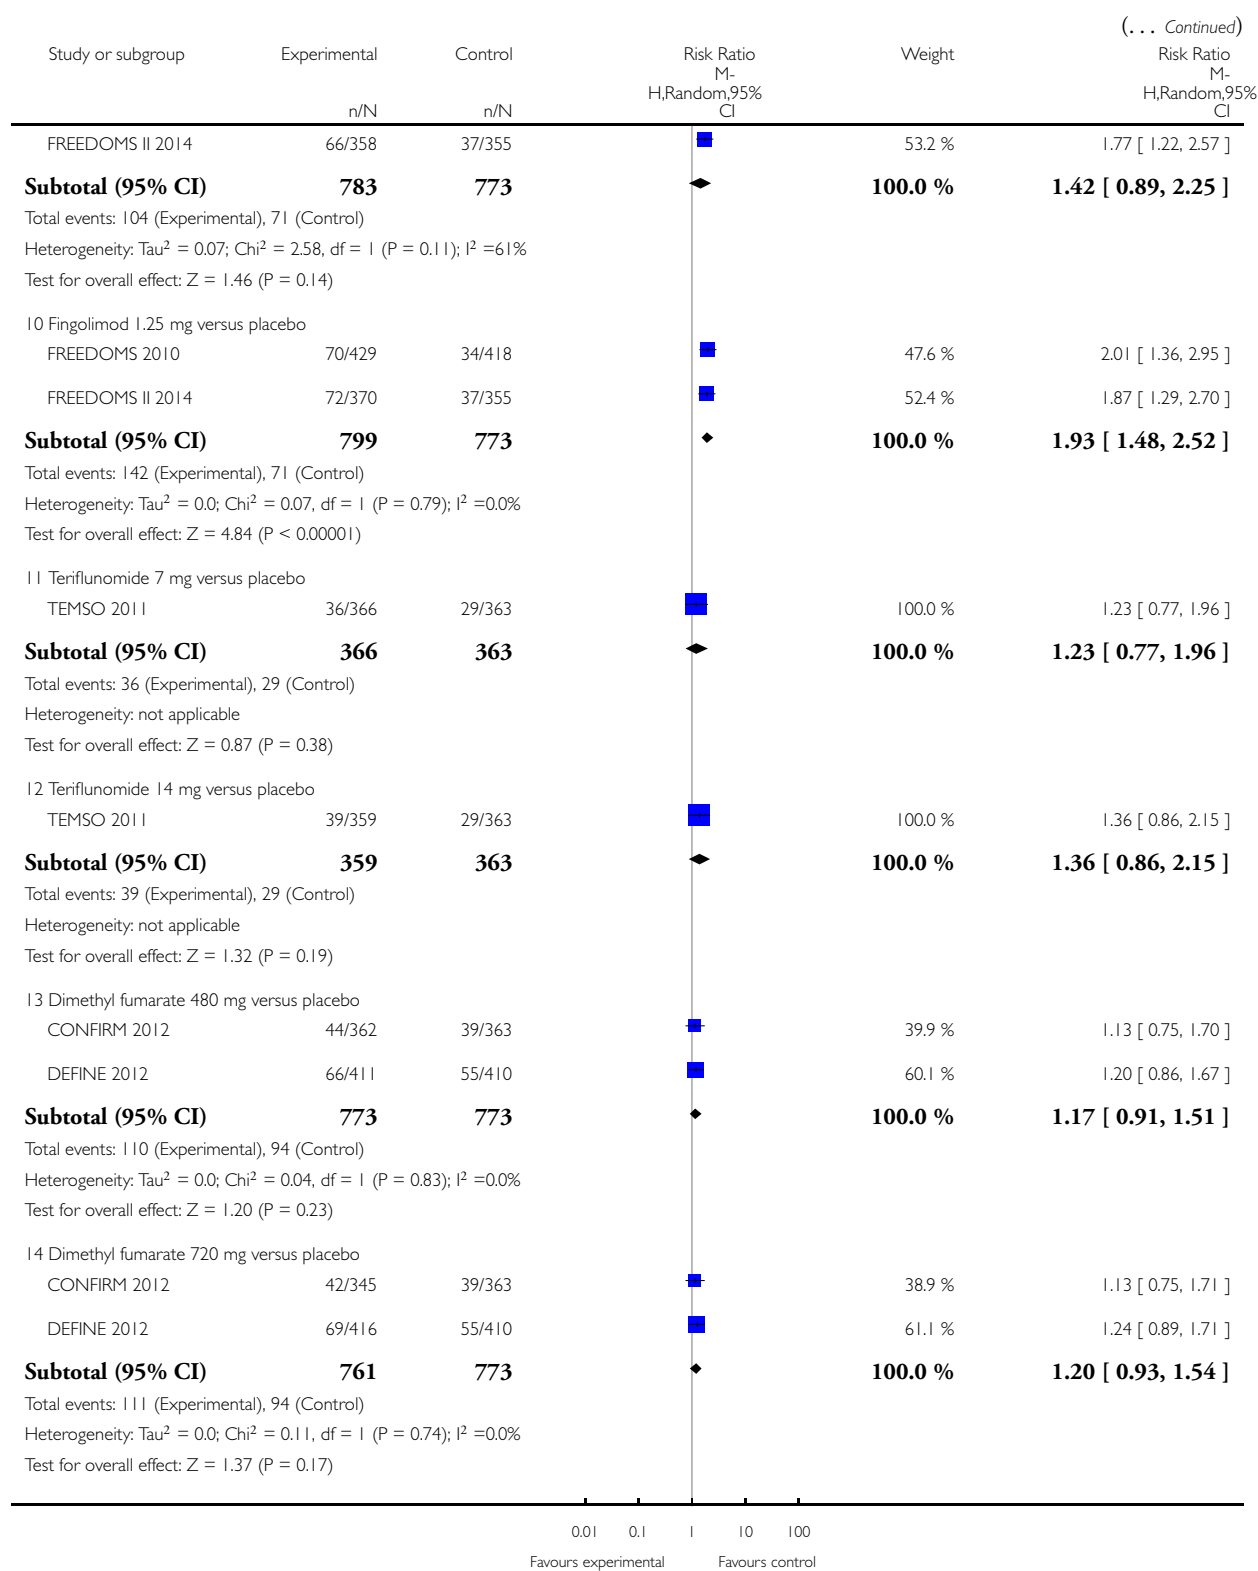 (... Continued)
Study or subgroup Experimental Control Risk Ratio Weight Risk Ratio
M- M-
H,Random,95% H,Random,95%
n/N n/N CI CI
FREEDOMS II 2014 66/358 37/355 53.2 % 1.77 [ 1.22, 2.57 ]
Subtotal (95% CI) 783 773 100.0 % 1.42 [ 0.89, 2.25 ]
Total events: 104 (Experimental), 71 (Control)
Heterogeneity: Tau² = 0.07; Chi² = 2.58, df = 1 (P = 0.11); I² =61%
Test for overall effect: Z = 1.46 (P = 0.14)
10 Fingolimod 1.25 mg versus placebo
FREEDOMS 2010 70/429 34/418 47.6 % 2.01 [ 1.36, 2.95 ]
FREEDOMS II 2014 72/370 37/355 52.4 % 1.87 [ 1.29, 2.70 ]
Subtotal (95% CI) 799 773 100.0 % 1.93 [ 1.48, 2.52 ]
Total events: 142 (Experimental), 71 (Control)
Heterogeneity: Tau² = 0.0; Chi² = 0.07, df = 1 (P = 0.79); I² =0.0%
Test for overall effect: Z = 4.84 (P < 0.00001)
11 Teriflunomide 7 mg versus placebo
TEMSO 2011 36/366 29/363 100.0 % 1.23 [ 0.77, 1.96 ]
Subtotal (95% CI) 366 363 100.0 % 1.23 [ 0.77, 1.96 ]
Total events: 36 (Experimental), 29 (Control)
Heterogeneity: not applicable
Test for overall effect: Z = 0.87 (P = 0.38)
12 Teriflunomide 14 mg versus placebo
TEMSO 2011 39/359 29/363 100.0 % 1.36 [ 0.86, 2.15 ]
Subtotal (95% CI) 359 363 100.0 % 1.36 [ 0.86, 2.15 ]
Total events: 39 (Experimental), 29 (Control)
Heterogeneity: not applicable
Test for overall effect: Z = 1.32 (P = 0.19)
13 Dimethyl fumarate 480 mg versus placebo
CONFIRM 2012 44/362 39/363 39.9 % 1.13 [ 0.75, 1.70 ]
DEFINE 2012 66/411 55/410 60.1 % 1.20 [ 0.86, 1.67 ]
Subtotal (95% CI) 773 773 100.0 % 1.17 [ 0.91, 1.51 ]
Total events: 110 (Experimental), 94 (Control)
Heterogeneity: Tau² = 0.0; Chi² = 0.04, df = 1 (P = 0.83); I² =0.0%
Test for overall effect: Z = 1.20 (P = 0.23)
14 Dimethyl fumarate 720 mg versus placebo
CONFIRM 2012 42/345 39/363 38.9 % 1.13 [ 0.75, 1.71 ]
DEFINE 2012 69/416 55/410 61.1 % 1.24 [ 0.89, 1.71 ]
Subtotal (95% CI) 761 773 100.0 % 1.20 [ 0.93, 1.54 ]
Total events: 111 (Experimental), 94 (Control)
Heterogeneity: Tau² = 0.0; Chi² = 0.11, df = 1 (P = 0.74); I² =0.0%
Test for overall effect: Z = 1.37 (P = 0.17)
0.01 0.1 1 10 100
Favours experimental Favours control